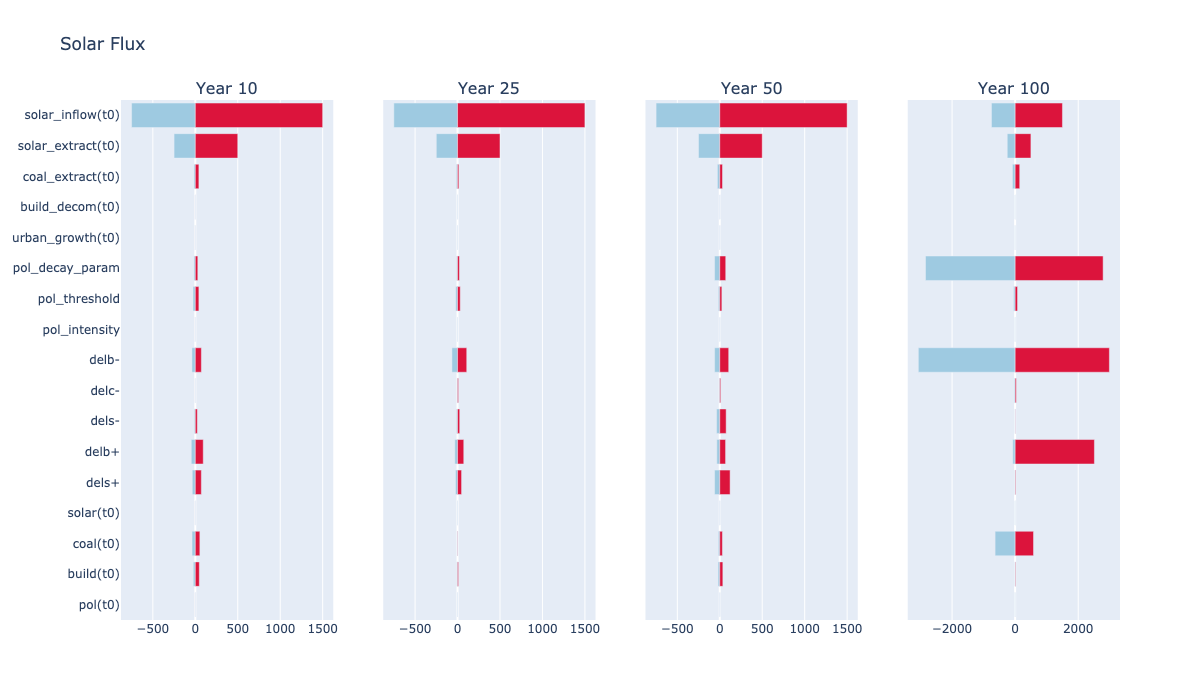 Solar Flux
Year 10
Year 25
Year 50
Year 100
solar_inflow(t0)
solar_extract(t0)
coal_extract(t0)
build_decom(t0)
urban_growth(t0)
pol_decay_param
pol_threshold
pol_intensity
delb-
delc-
dels-
delb+
dels+
solar(t0)
coal(t0)
build(t0)
pol(t0)
−500 0 500 1000 1500
−500 0 500 1000 1500
−500 0 500 1000 1500
−2000 0 2000